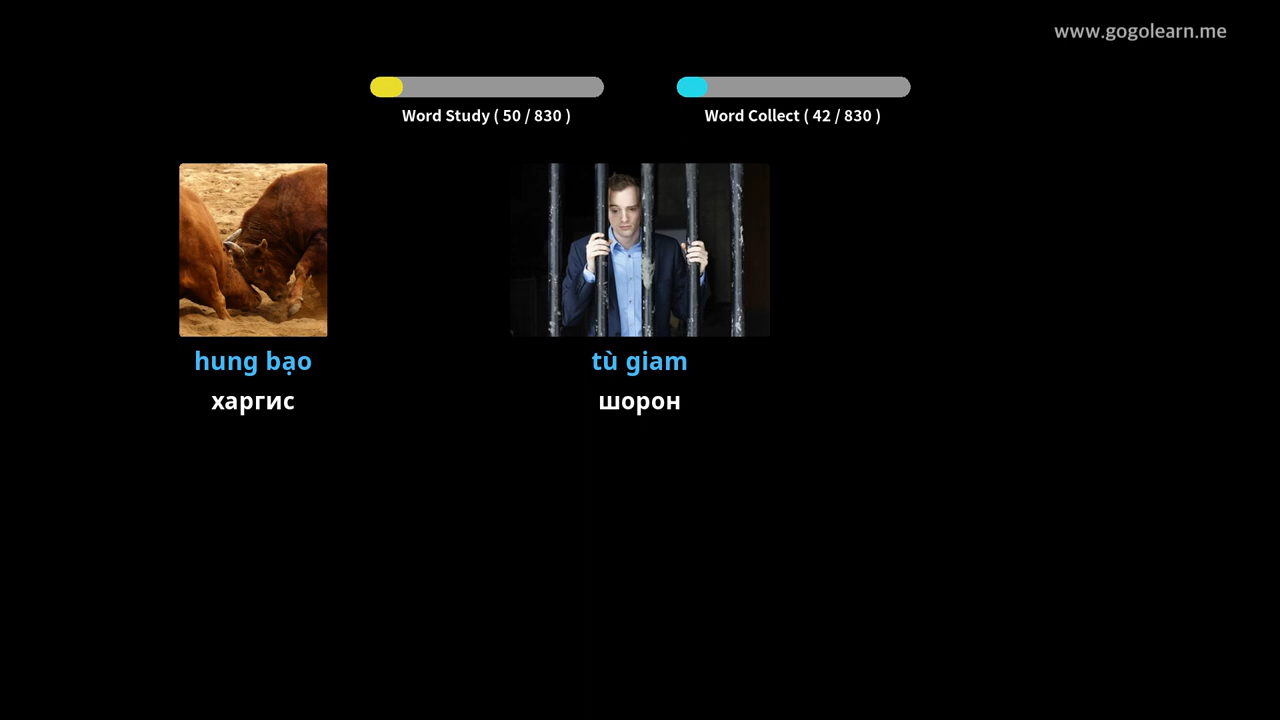 www.gogolearn.me
Word Study ( 50 / 830 )
Word Collect ( 42 / 830 )
hung bạo
харгис
tù giam
шорон